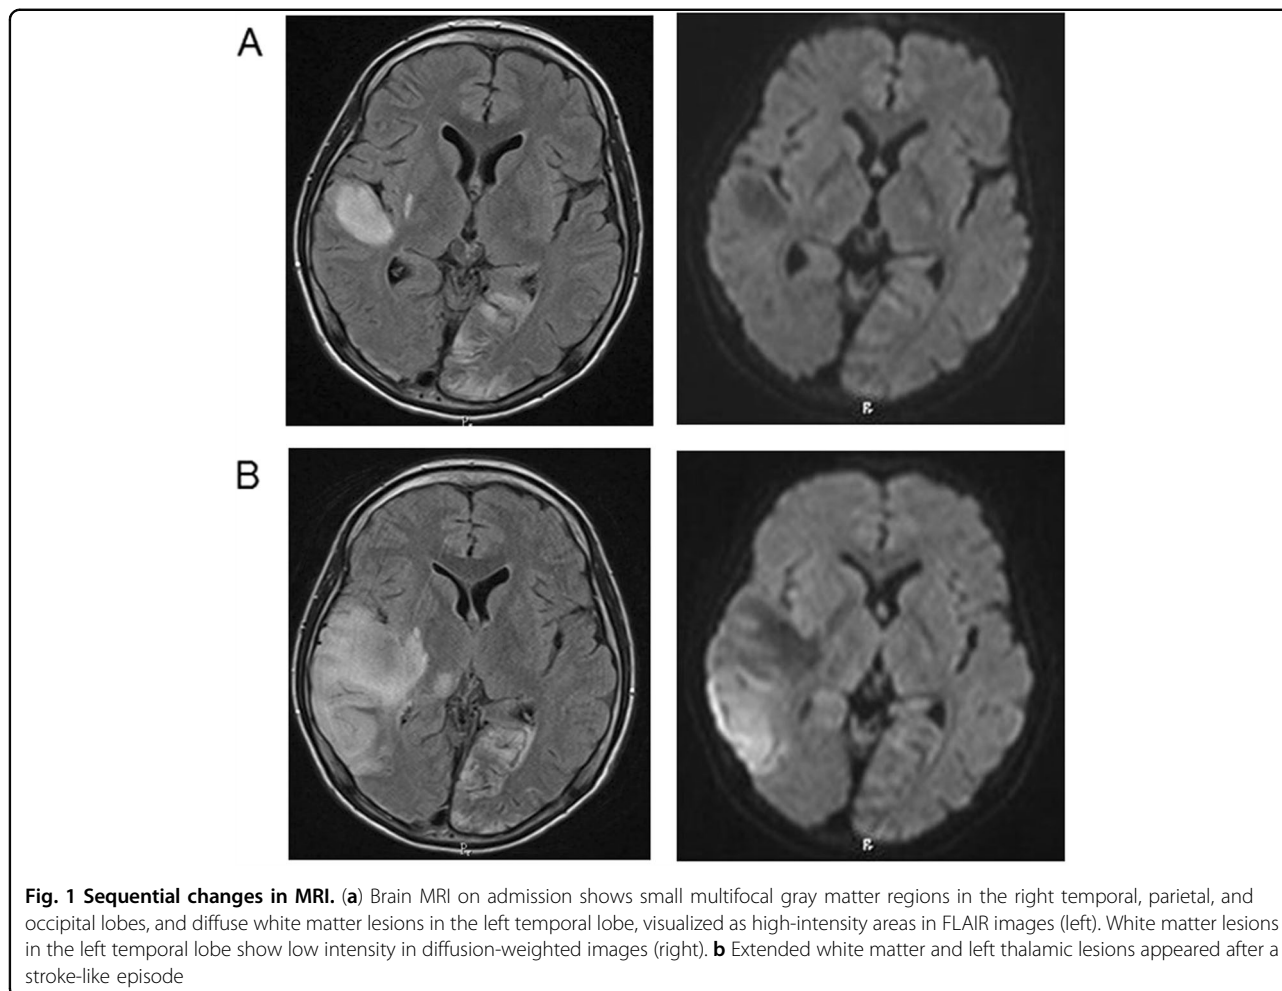 A
P.
Pr
B
Pr
Pr
Fig. 1 Sequential changes in MRI. (a) Brain MRI on admission shows small multifocal gray matter regions in the right temporal, parietal, and
occipital lobes, and diffuse white matter lesions in the left temporal lobe, visualized as high-intensity areas in FLAIR images (left). White matter lesions
in the left temporal lobe show low intensity in diffusion-weighted images (right). b Extended white matter and left thalamic lesions appeared after a
stroke-like episode